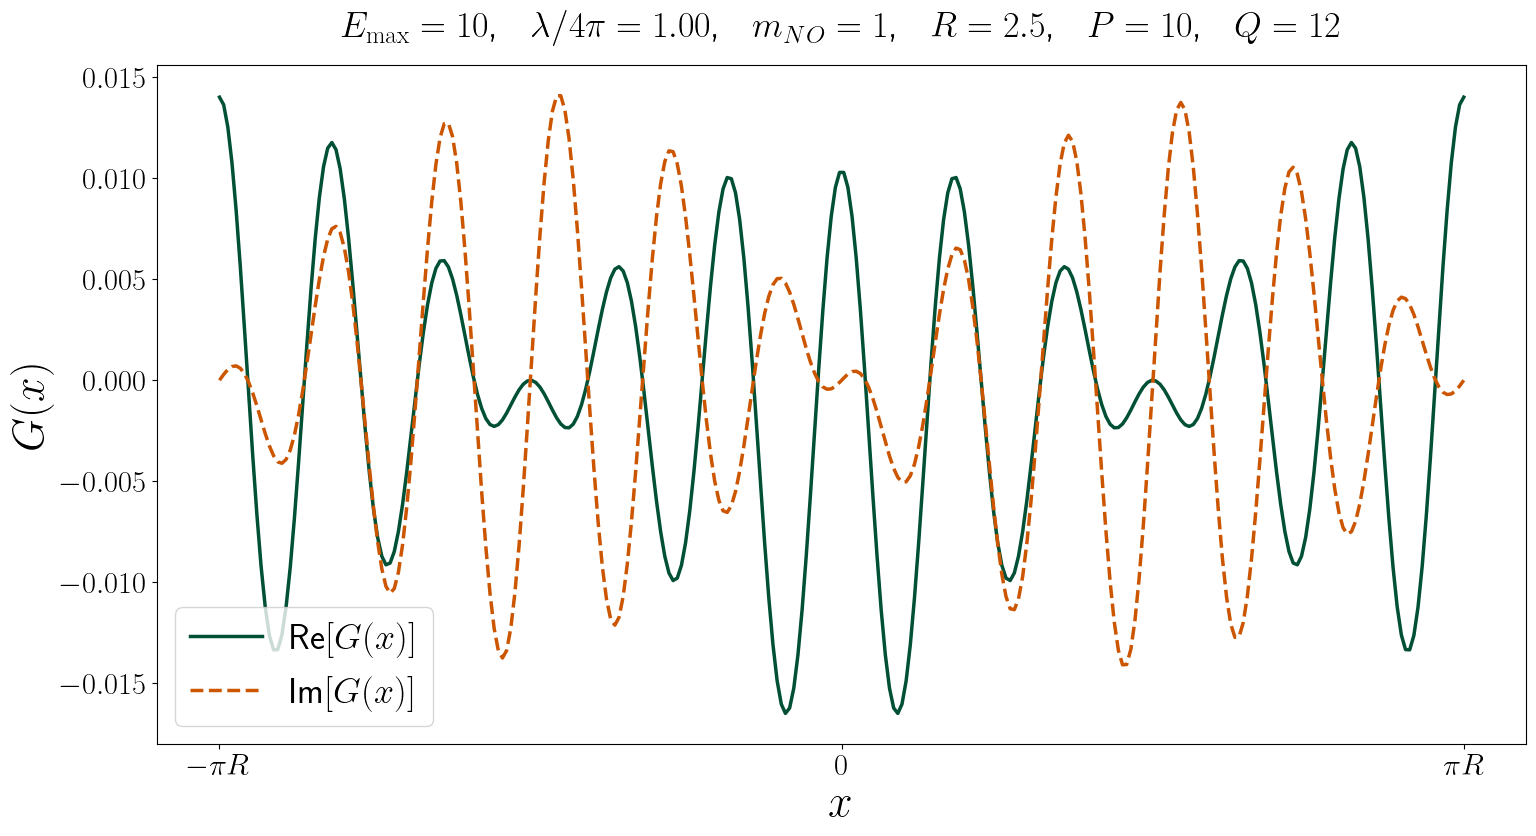 E_max = 10, λ/4π = 1.00, m_NO = 1, R = 2.5, P = 10, Q = 12
0.015
0.010
0.005
0.000
−0.005
−0.010
−0.015
G(x)
Re[G(x)]
Im[G(x)]
−πR 0 πR
x